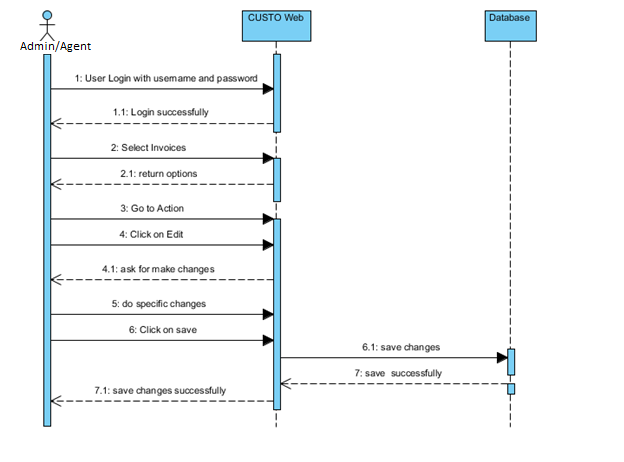 CUSTO Web
Database
Admin/Agent
1: User Login with username and password
1.1: Login successfully
2: Select Invoices
2.1: return options
3: Go to Action
4: Click on Edit
4.1: ask for make changes
5: do specific changes
6: Click on save
6.1: save changes
7: save successfully
7.1: save changes successfully